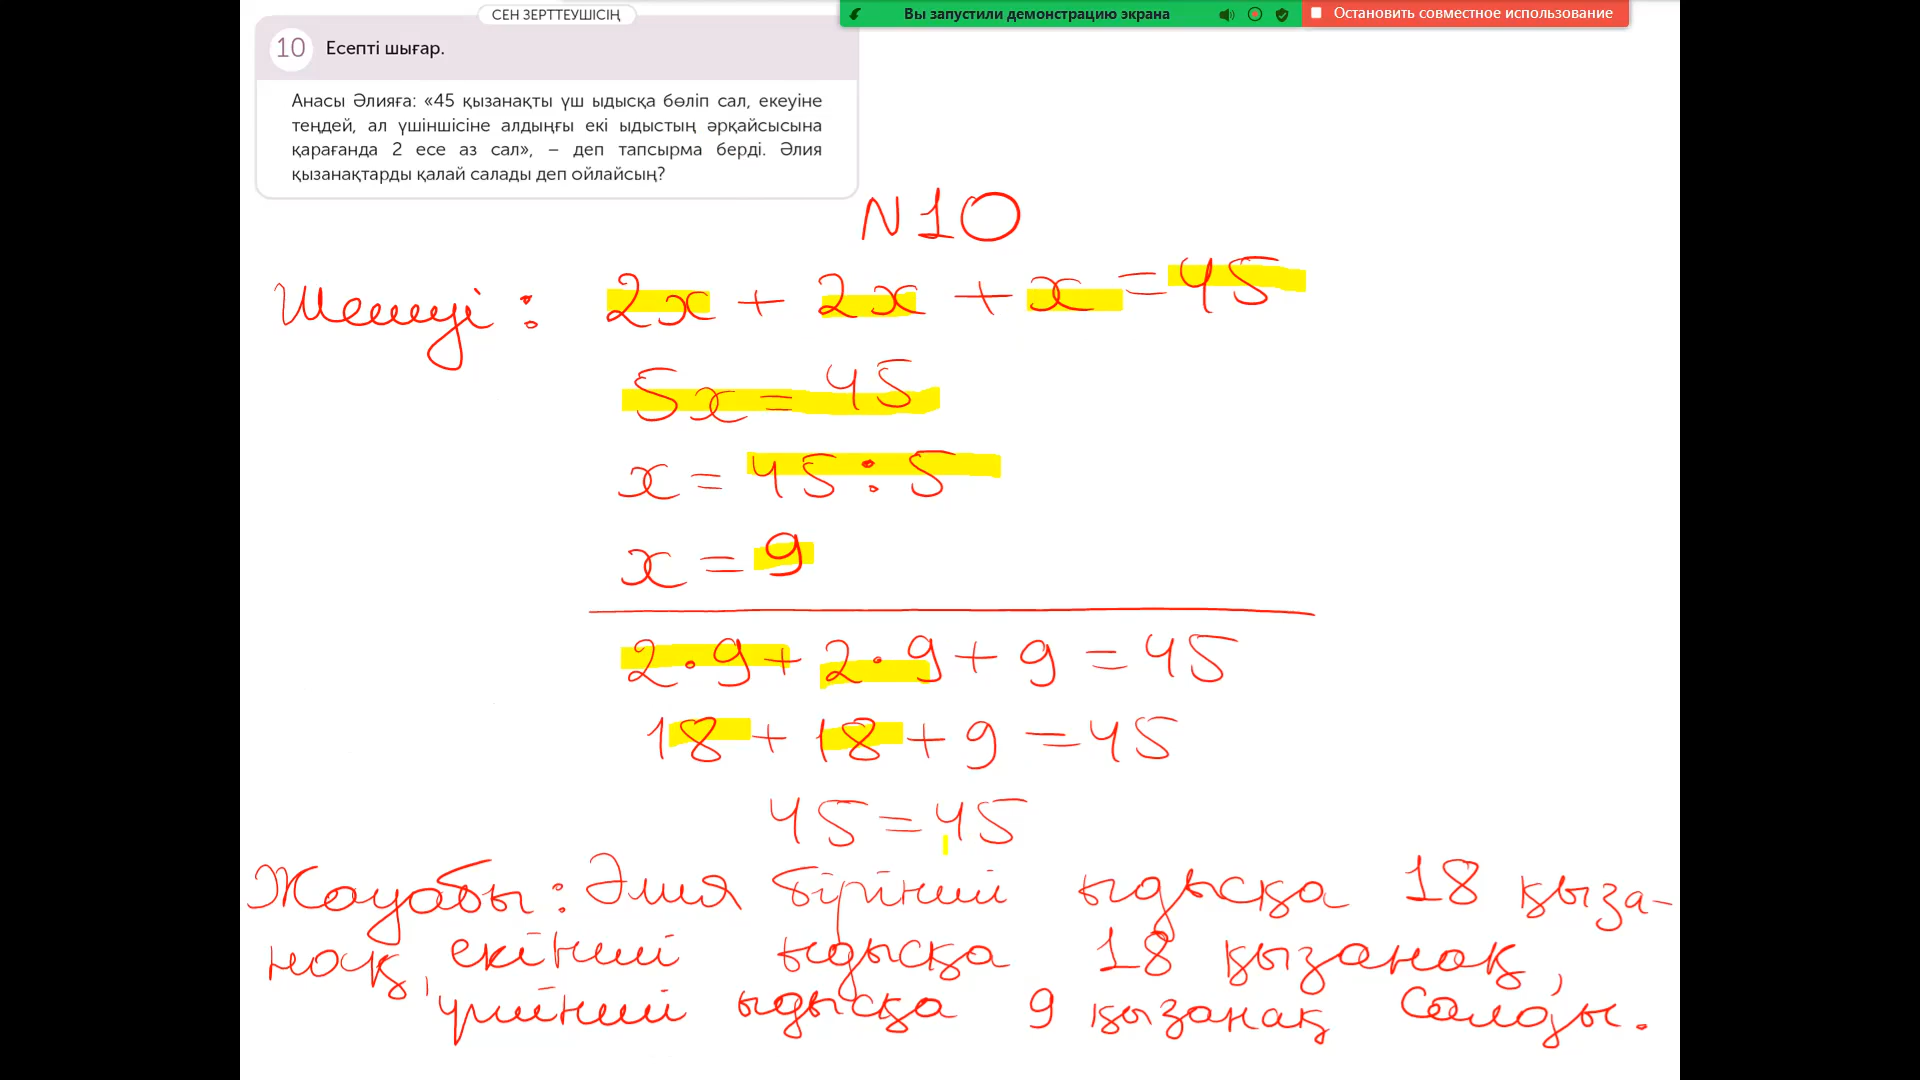 Вы запустили демонстрацию экрана
Остановить совместное использование
СЕН ЗЕРТТЕУШІСІҢ
10 Есепті шығар.
Анасы Әлияға: «45 қызанақты үш ыдысқа бөліп сал, екеуіне
теңдей, ал үшіншісіне алдыңғы екі ыдыстың әрқайсысына
қарағанда 2 есе аз сал», – деп тапсырма берді. Әлия
қызанақтарды қалай салады деп ойлайсың?
N10
Шешуі: 2x + 2x + x = 45
5x = 45
x = 45 : 5
x = 9
2 · 9 + 2 · 9 + 9 = 45
18 + 18 + 9 = 45
45 = 45
Жауабы: Әлия бірінші ыдысқа 18 қыза-
нақ, екінші ыдысқа 18 қызанақ,
үшінші ыдысқа 9 қызанақ салады.